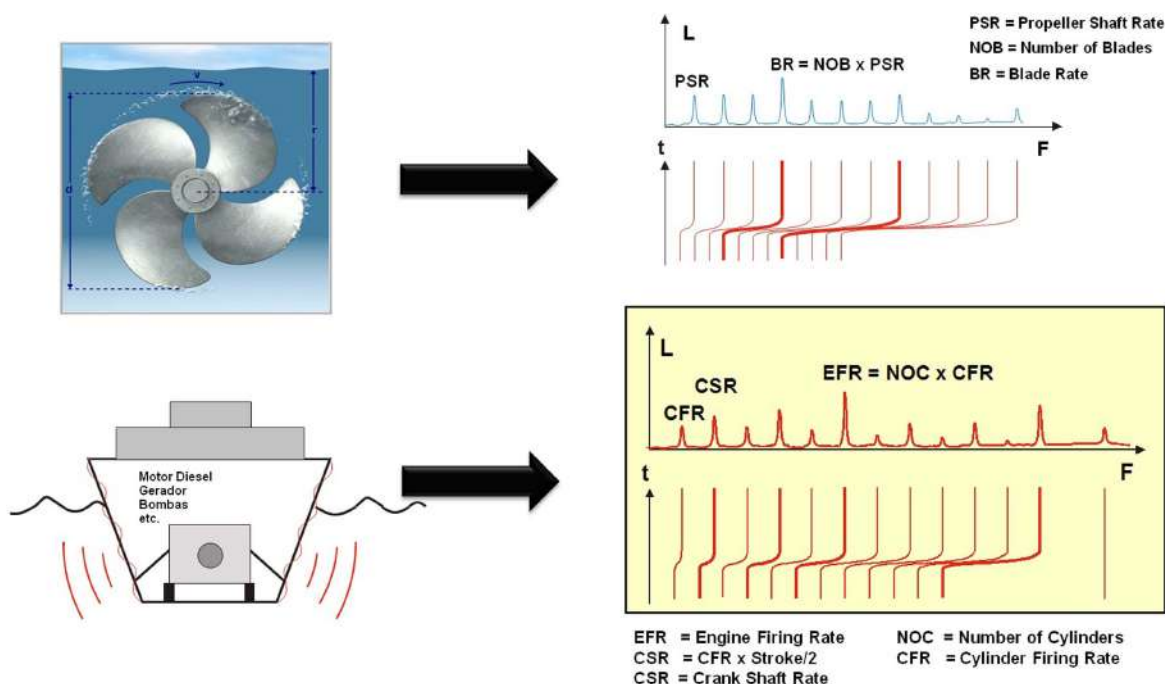 v
d
r
L
PSR
BR = NOB x PSR
PSR = Propeller Shaft Rate
NOB = Number of Blades
BR = Blade Rate
F
t
Motor Diesel
Gerador
Bombas
etc.
L
CFR
CSR
EFR = NOC x CFR
F
t
EFR = Engine Firing Rate
CSR = CFR x Stroke/2
CSR = Crank Shaft Rate
NOC = Number of Cylinders
CFR = Cylinder Firing Rate